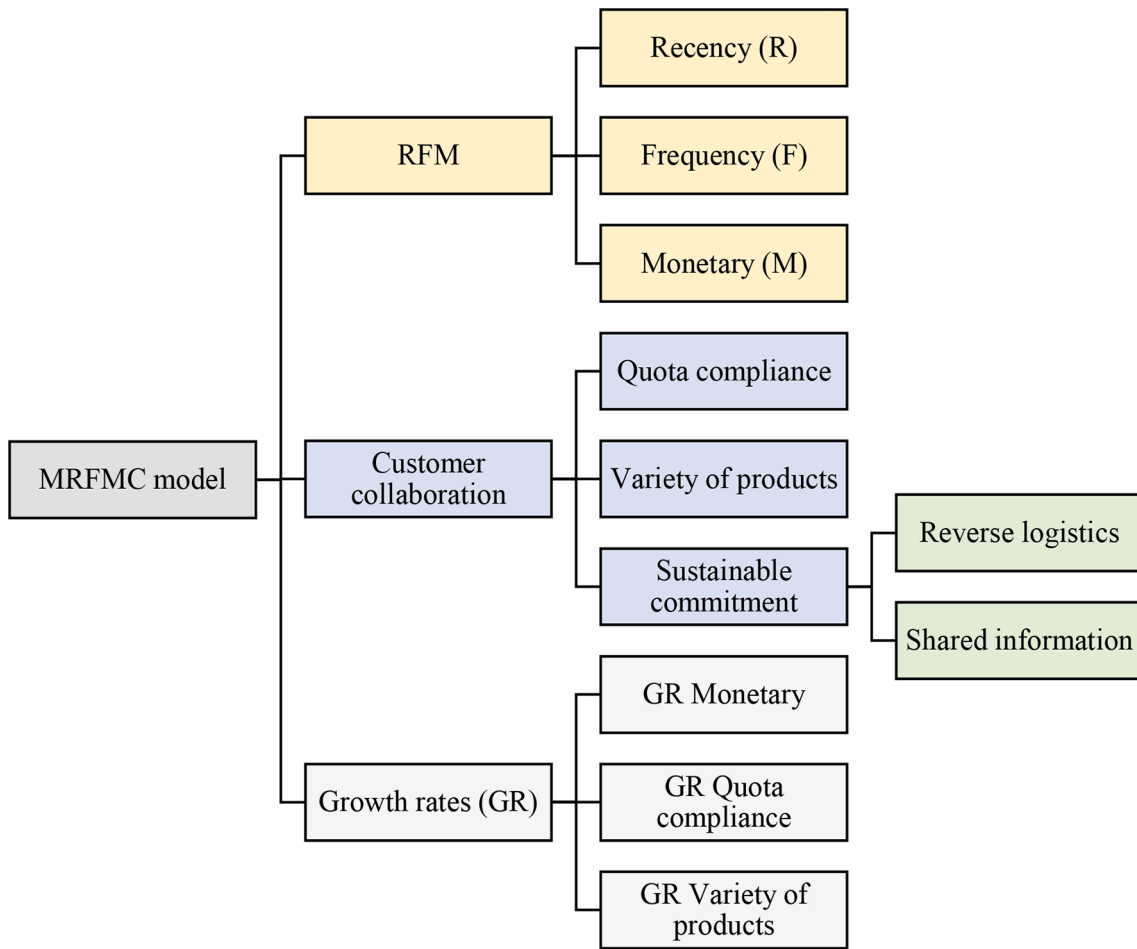 Recency (R)
RFM
Frequency (F)
Monetary (M)
Quota compliance
MRFMC model
Customer
collaboration
Variety of products
Reverse logistics
Sustainable
commitment
Shared information
GR Monetary
Growth rates (GR)
GR Quota
compliance
GR Variety of
products